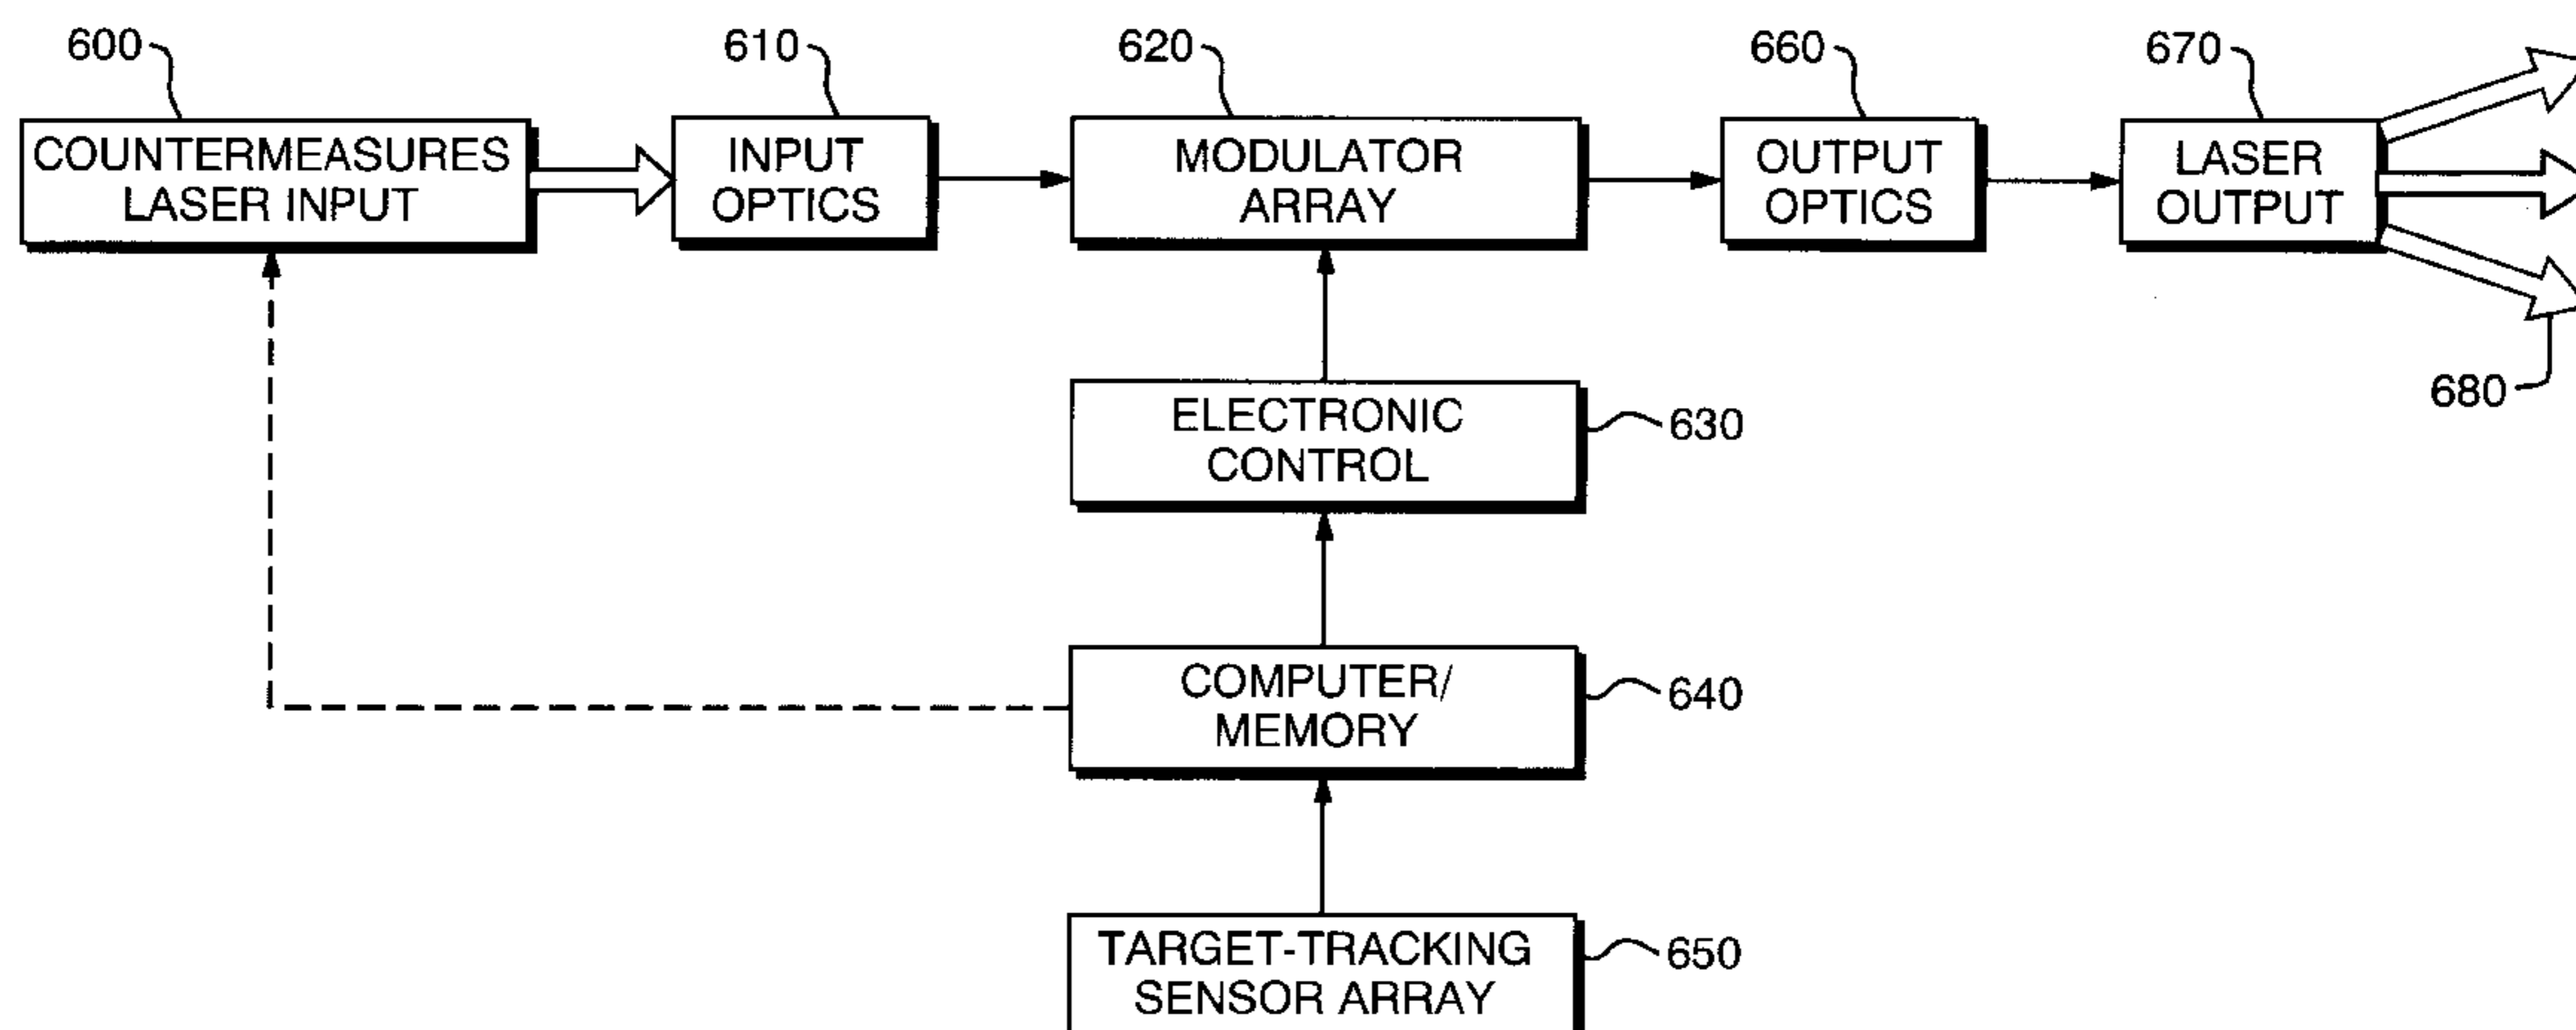 600
610
620
660
670
COUNTERMEASURES
LASER INPUT
INPUT
OPTICS
MODULATOR
ARRAY
OUTPUT
OPTICS
LASER
OUTPUT
680
ELECTRONIC
CONTROL
630
COMPUTER/
MEMORY
640
TARGET-TRACKING
SENSOR ARRAY
650